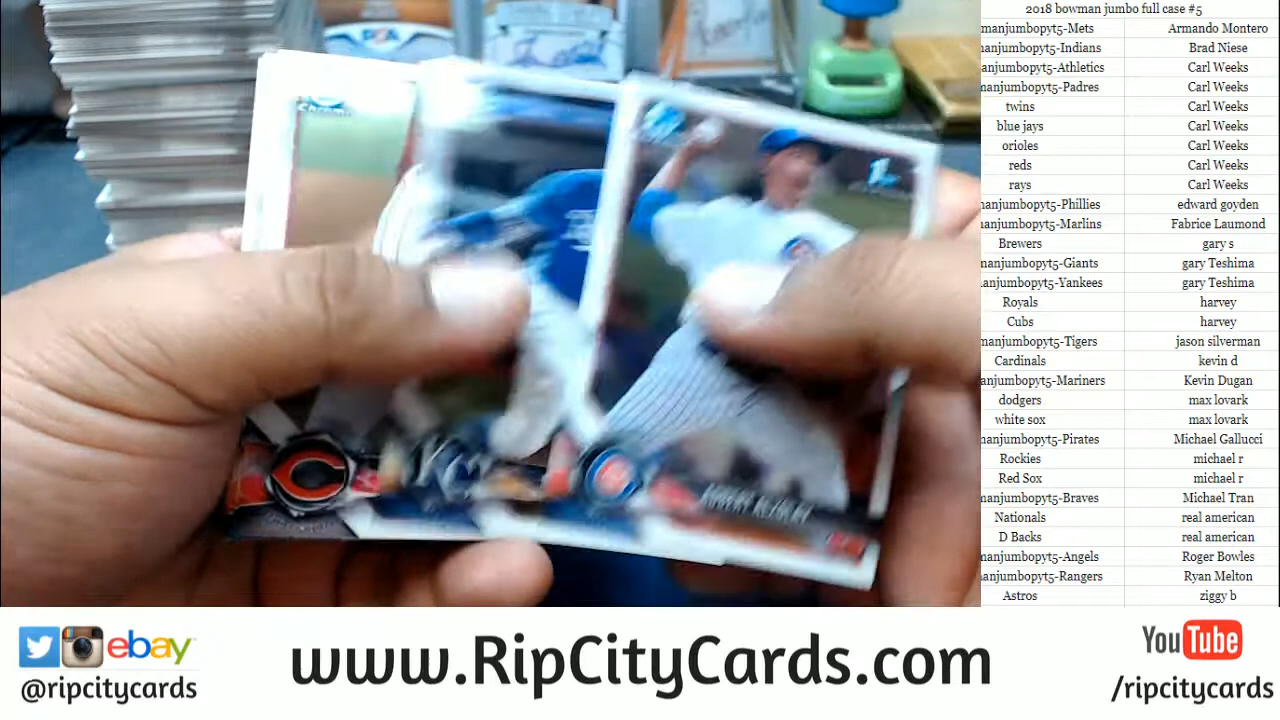 2018 bowman jumbo full case #5
manjumbopyt5-Mets Armando Montero
manjumbopyt5-Indians Brad Niese
manjumbopyt5-Athletics Carl Weeks
manjumbopyt5-Padres Carl Weeks
twins Carl Weeks
blue jays Carl Weeks
orioles Carl Weeks
reds Carl Weeks
rays Carl Weeks
manjumbopyt5-Phillies edward goyden
manjumbopyt5-Marlins Fabrice Laumond
Brewers gary s
manjumbopyt5-Giants gary Teshima
manjumbopyt5-Yankees gary Teshima
Royals harvey
Cubs harvey
manjumbopyt5-Tigers jason silverman
Cardinals kevin d
manjumbopyt5-Mariners Kevin Dugan
dodgers max lovark
white sox max lovark
manjumbopyt5-Pirates Michael Gallucci
Rockies michael r
Red Sox michael r
manjumbopyt5-Braves Michael Tran
Nationals real american
D Backs real american
manjumbopyt5-Angels Roger Bowles
manjumbopyt5-Rangers Ryan Melton
Astros ziggy b
Chrome
KC
ebay
@ripcitycards
www.RipCityCards.com
YouTube
/ripcitycards